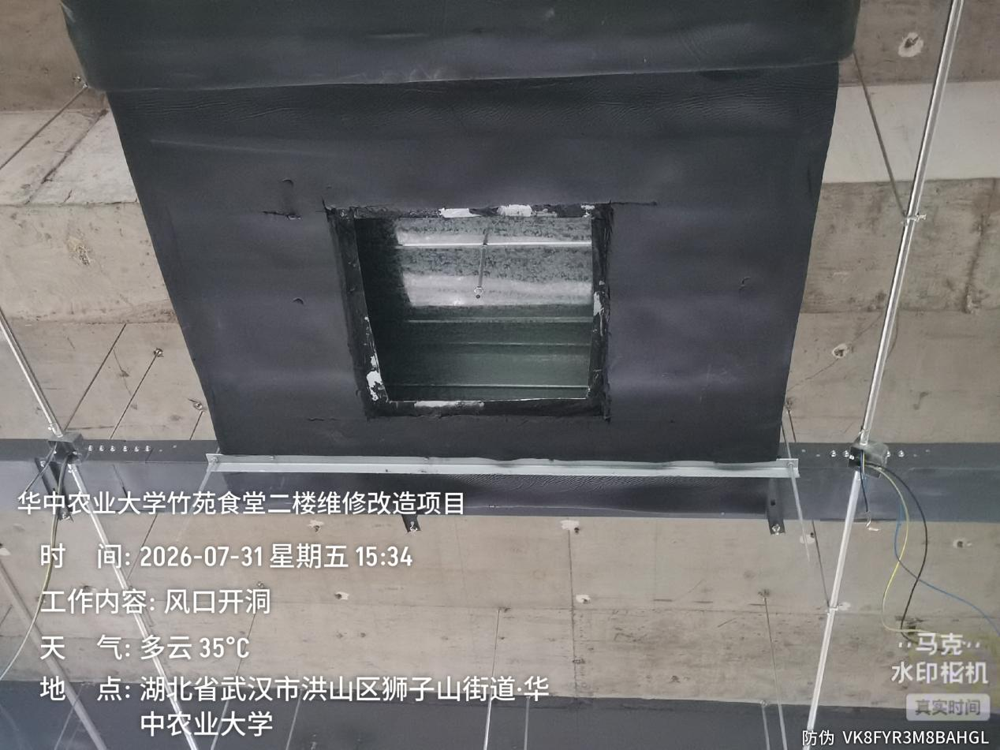 华中农业大学竹苑食堂二楼维修改造项目
时 间: 2026-07-31 星期五 15:34
工作内容: 风口开洞
天 气: 多云 35°C
地 点: 湖北省武汉市洪山区狮子山街道·华
中农业大学
马克
水印相机
真实时间
防伪 VK8FYR3M8BAHGL